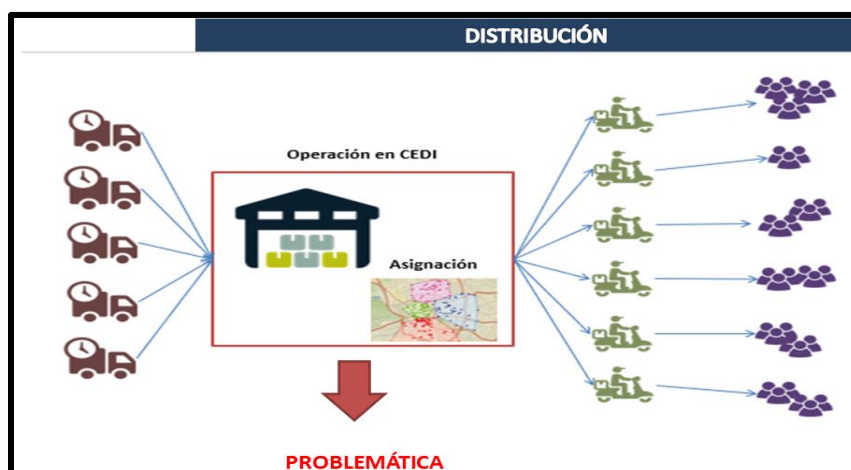 DISTRIBUCIÓN
Operación en CEDI
Asignación
PROBLEMÁTICA